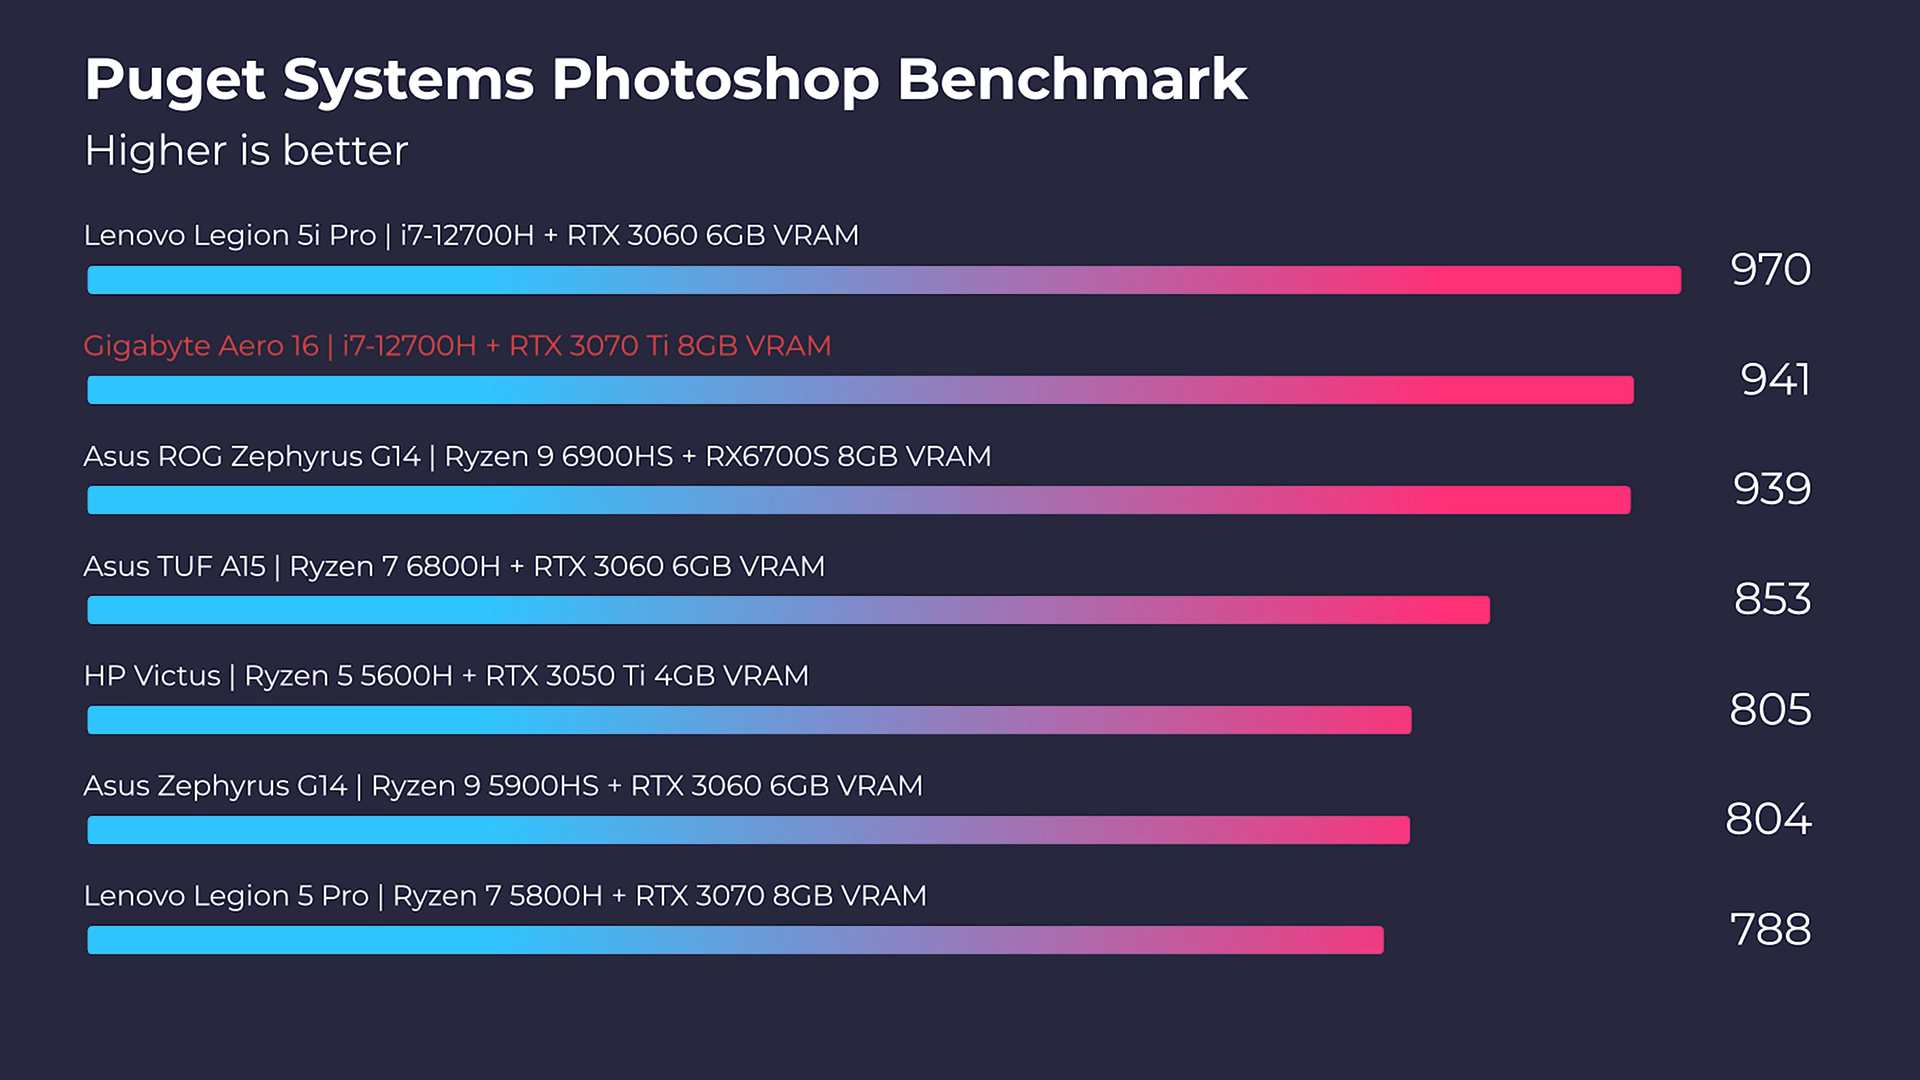 Puget Systems Photoshop Benchmark
Higher is better
Lenovo Legion 5i Pro | i7-12700H + RTX 3060 6GB VRAM
970
Gigabyte Aero 16 | i7-12700H + RTX 3070 Ti 8GB VRAM
941
Asus ROG Zephyrus G14 | Ryzen 9 6900HS + RX6700S 8GB VRAM
939
Asus TUF A15 | Ryzen 7 6800H + RTX 3060 6GB VRAM
853
HP Victus | Ryzen 5 5600H + RTX 3050 Ti 4GB VRAM
805
Asus Zephyrus G14 | Ryzen 9 5900HS + RTX 3060 6GB VRAM
804
Lenovo Legion 5 Pro | Ryzen 7 5800H + RTX 3070 8GB VRAM
788